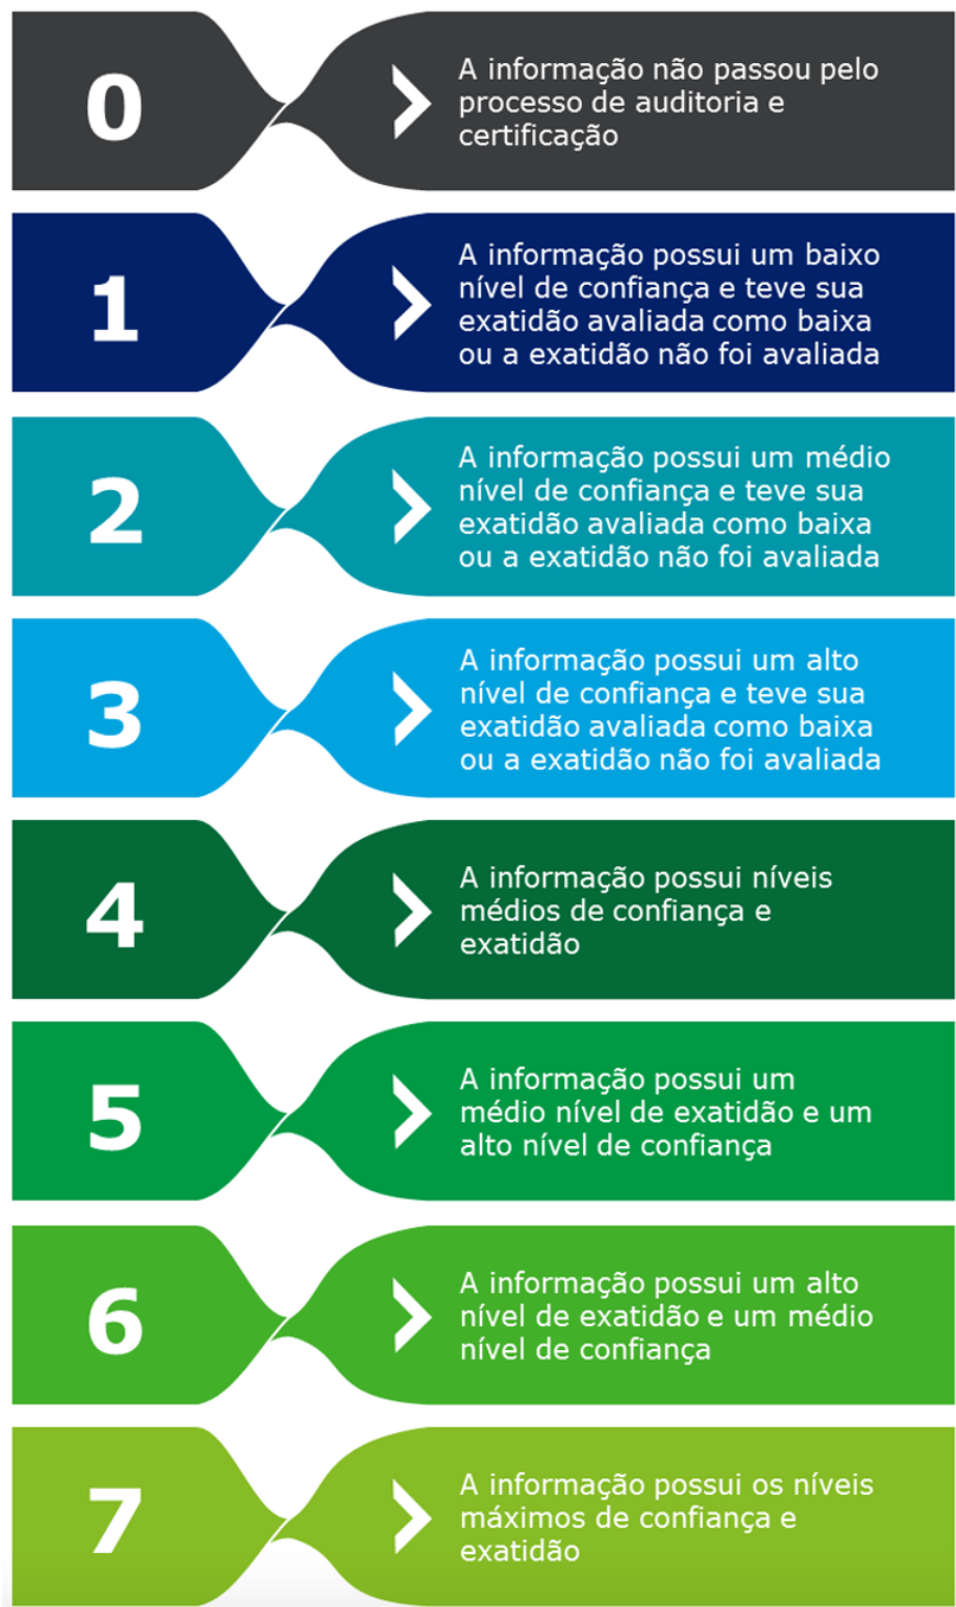 0
A informação não passou pelo
processo de auditoria e
certificação
1
A informação possui um baixo
nível de confiança e teve sua
exatidão avaliada como baixa
ou a exatidão não foi avaliada
2
A informação possui um médio
nível de confiança e teve sua
exatidão avaliada como baixa
ou a exatidão não foi avaliada
3
A informação possui um alto
nível de confiança e teve sua
exatidão avaliada como baixa
ou a exatidão não foi avaliada
4
A informação possui níveis
médios de confiança e
exatidão
5
A informação possui um
médio nível de exatidão e um
alto nível de confiança
6
A informação possui um alto
nível de exatidão e um médio
nível de confiança
7
A informação possui os níveis
máximos de confiança e
exatidão